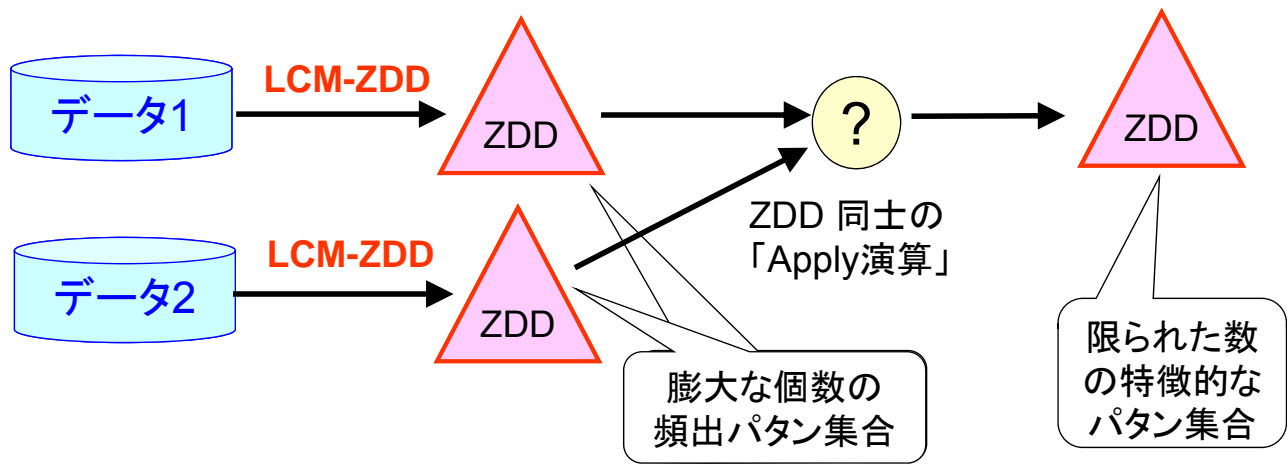 データ1
LCM-ZDD
ZDD
?
ZDD
ZDD 同士の
「Apply演算」
データ2
LCM-ZDD
ZDD
膨大な個数の
頻出パタン集合
限られた数
の特徴的な
パタン集合